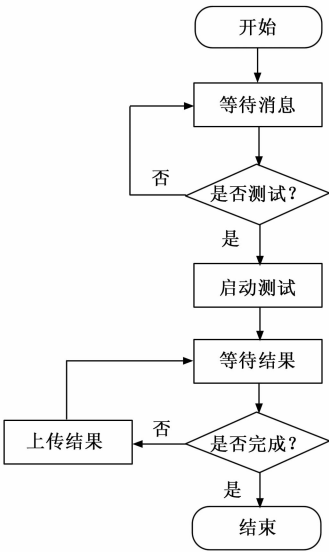 开始
等待消息
否
是否测试?
是
启动测试
等待结果
上传结果
否
是否完成?
是
结束